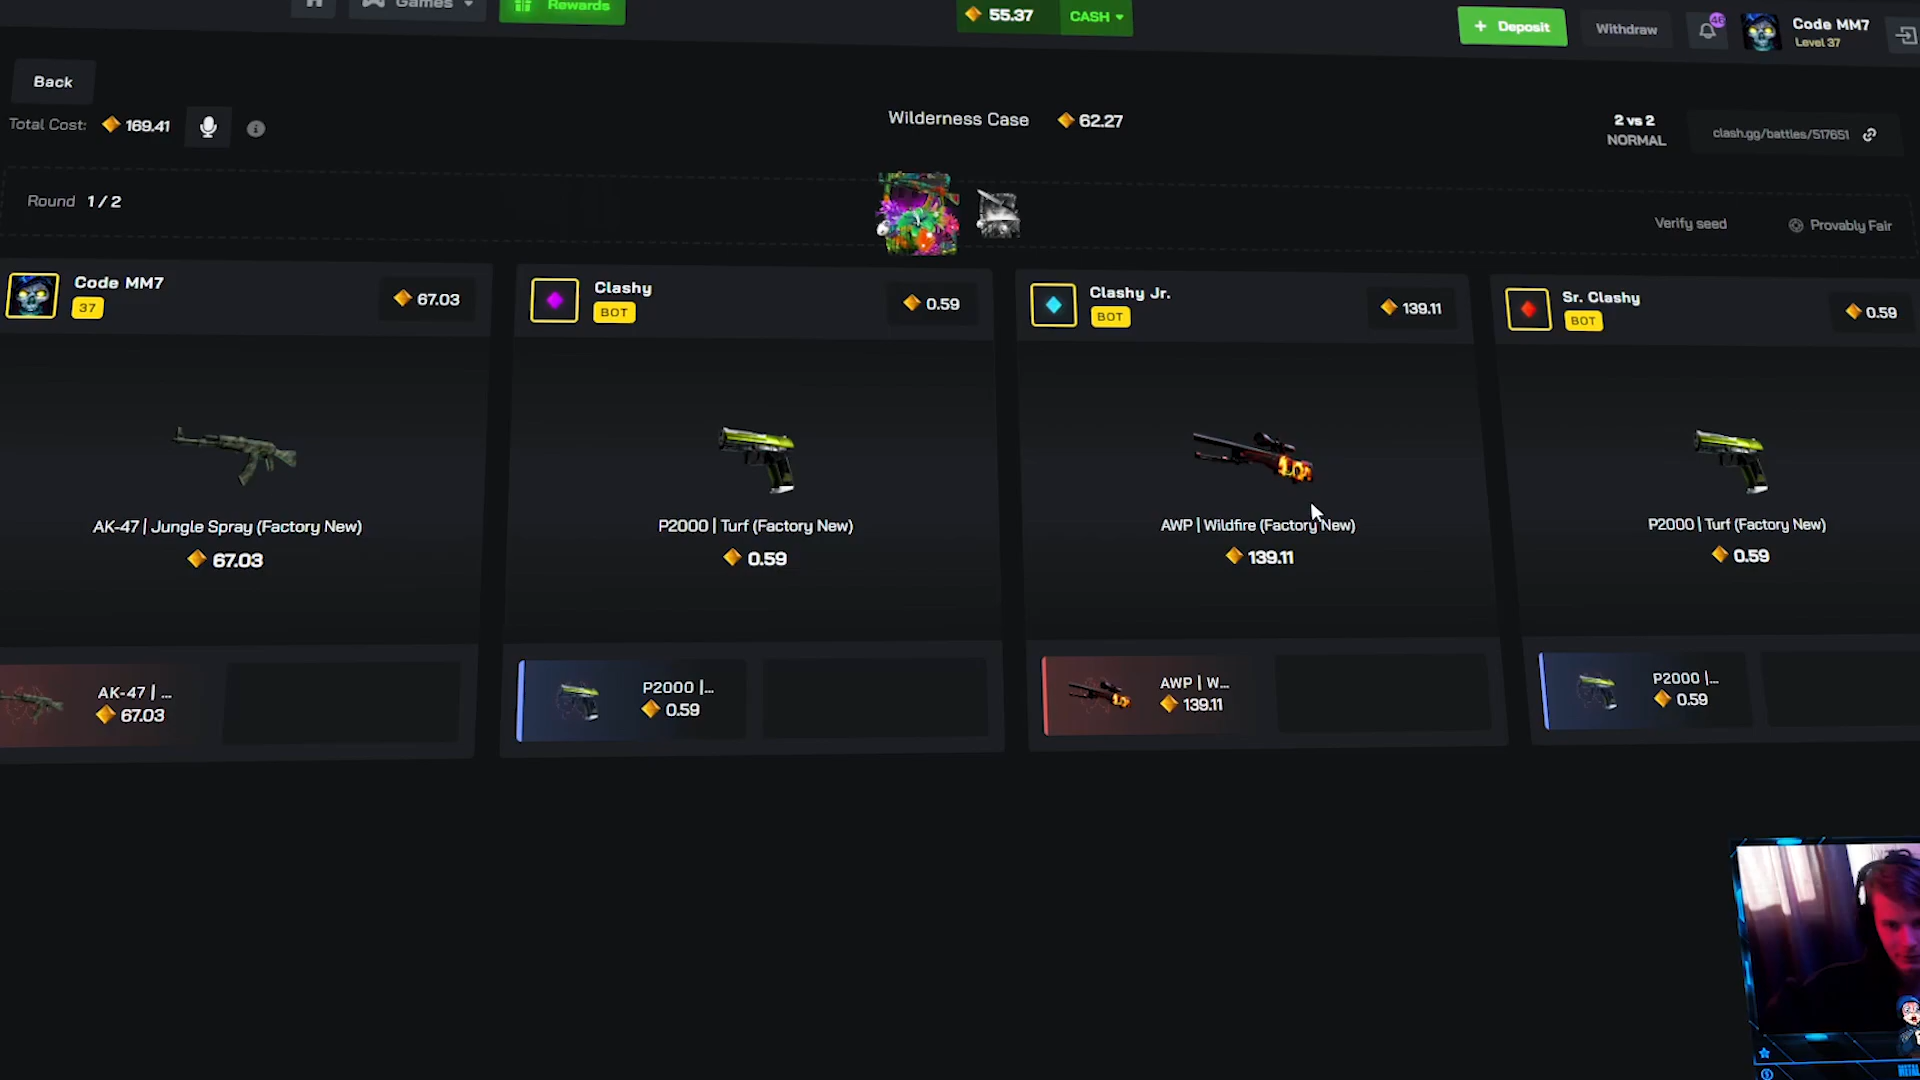 Games
Rewards
55.37
CASH
+ Deposit
Withdraw
46
Code MM7
Level 37
Back
Total Cost: 169.41
Wilderness Case 62.27
2 vs 2
NORMAL
clash.gg/battles/517651
Round 1 / 2
Verify seed
Provably Fair
Code MM7
37
67.03
Clashy
BOT
0.59
Clashy Jr.
BOT
139.11
Sr. Clashy
BOT
0.59
AK-47 | Jungle Spray (Factory New)
67.03
P2000 | Turf (Factory New)
0.59
AWP | Wildfire (Factory New)
139.11
P2000 | Turf (Factory New)
0.59
AK-47 | ...
67.03
P2000 |...
0.59
AWP | W...
139.11
P2000 |...
0.59